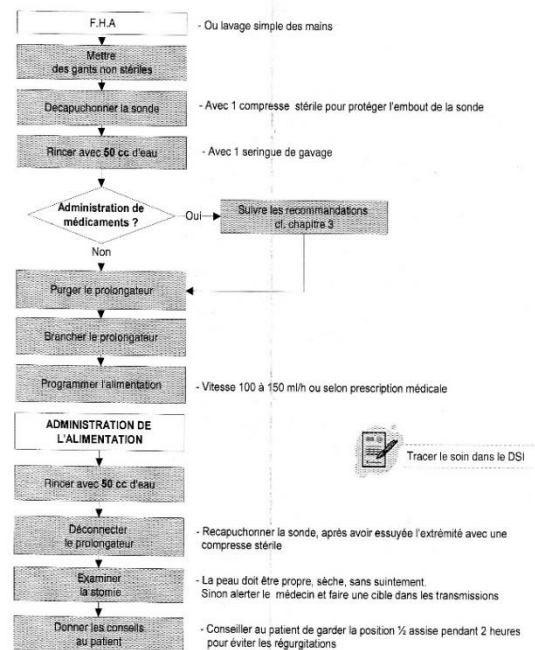 F.H.A
- Ou lavage simple des mains
Mettre
des gants non stériles
Décapuchonner la sonde
- Avec 1 compresse stérile pour protéger l'embout de la sonde
Rincer avec 50 cc d'eau
- Avec 1 seringue de gavage
Administration de
médicaments ?
Oui
Suivre les recommandations
cf. chapitre 3
Non
Purger le prolongateur
Brancher le prolongateur
Programmer l'alimentation
- Vitesse 100 à 150 ml/h ou selon prescription médicale
ADMINISTRATION DE
L'ALIMENTATION
Tracer le soin dans le DSI
Rincer avec 50 cc d'eau
Déconnecter
le prolongateur
- Recapuchonner la sonde, après avoir essuyée l'extrémité avec une
compresse stérile
Examiner
la stomie
- La peau doit être propre, sèche, sans suintement.
Sinon alerter le médecin et faire une cible dans les transmissions
Donner les conseils
au patient
- Conseiller au patient de garder la position ½ assise pendant 2 heures
pour éviter les régurgitations